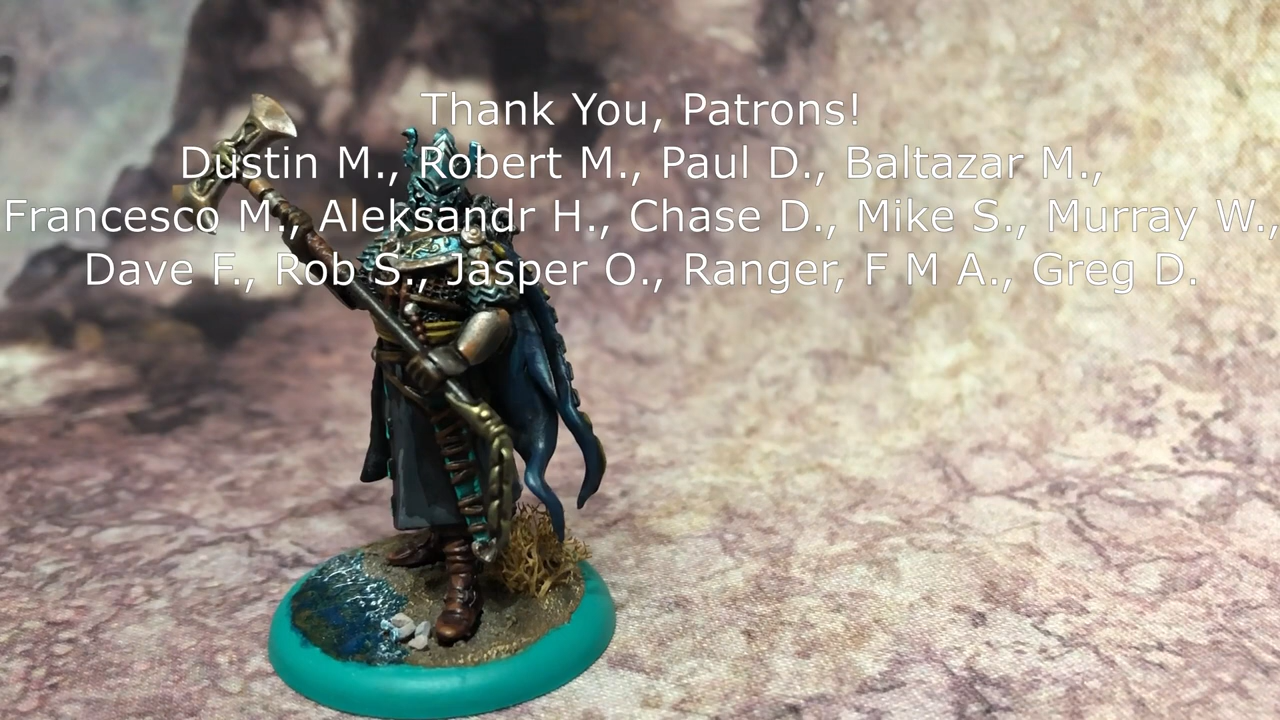 Thank You, Patrons!
Dustin M., Robert M., Paul D., Baltazar M.,
Francesco M., Aleksandr H., Chase D., Mike S., Murray W.,
Dave F., Rob S., Jasper O., Ranger, F M A., Greg D.